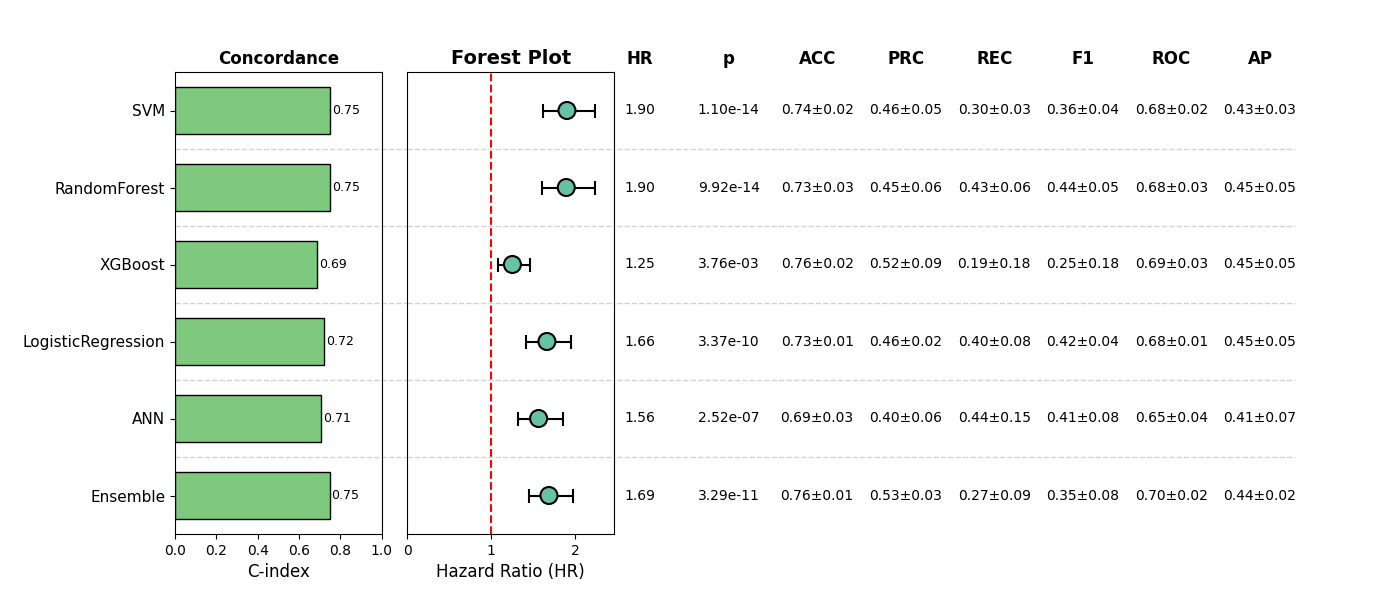 Concordance Forest Plot HR p ACC PRC REC F1 ROC AP
SVM 0.75 1.90 1.10e-14 0.74±0.02 0.46±0.05 0.30±0.03 0.36±0.04 0.68±0.02 0.43±0.03
RandomForest 0.75 1.90 9.92e-14 0.73±0.03 0.45±0.06 0.43±0.06 0.44±0.05 0.68±0.03 0.45±0.05
XGBoost 0.69 1.25 3.76e-03 0.76±0.02 0.52±0.09 0.19±0.18 0.25±0.18 0.69±0.03 0.45±0.05
LogisticRegression 0.72 1.66 3.37e-10 0.73±0.01 0.46±0.02 0.40±0.08 0.42±0.04 0.68±0.01 0.45±0.05
ANN 0.71 1.56 2.52e-07 0.69±0.03 0.40±0.06 0.44±0.15 0.41±0.08 0.65±0.04 0.41±0.07
Ensemble 0.75 1.69 3.29e-11 0.76±0.01 0.53±0.03 0.27±0.09 0.35±0.08 0.70±0.02 0.44±0.02
0.0 0.2 0.4 0.6 0.8 1.0 0 1 2
C-index Hazard Ratio (HR)